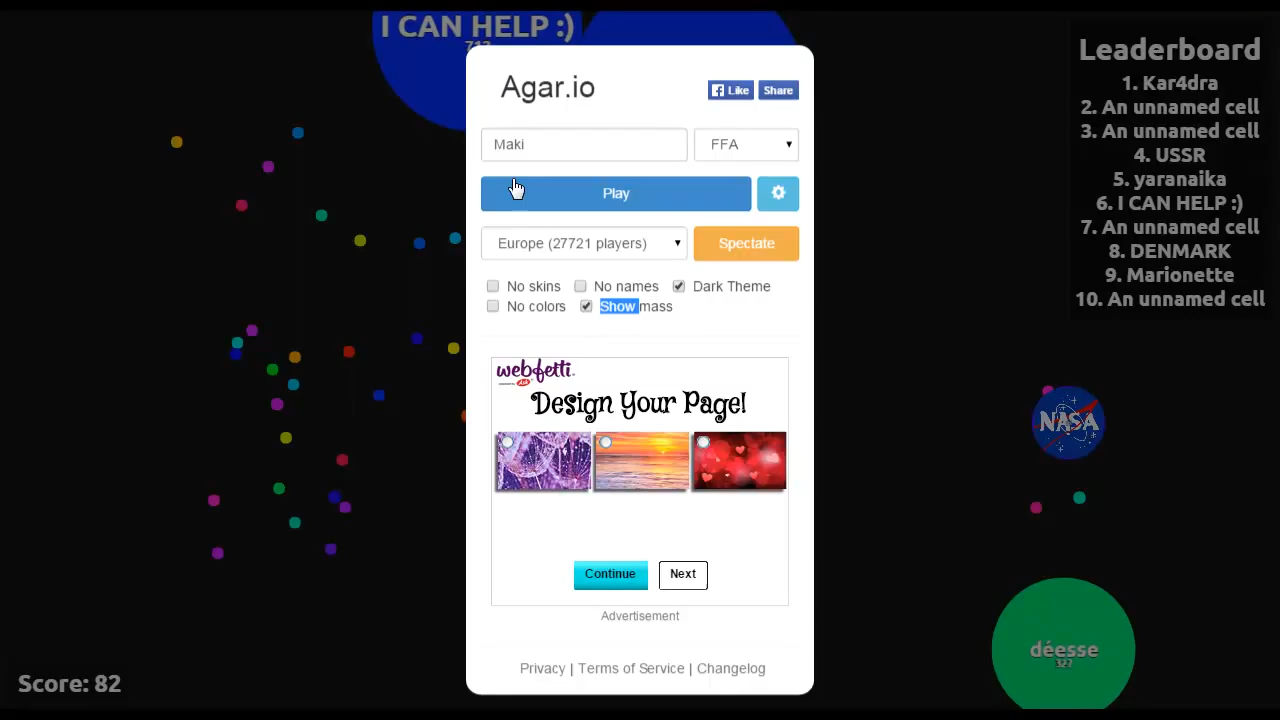 I CAN HELP :)
713
Agar.io
Like
Share
Maki
FFA
Play
Europe (27721 players)
Spectate
No skins
No names
Dark Theme
No colors
Show mass
webfetti
Design Your Page!
Continue
Next
Advertisement
Privacy | Terms of Service | Changelog
Leaderboard
1. Kar4dra
2. An unnamed cell
3. An unnamed cell
4. USSR
5. yaranaika
6. I CAN HELP :)
7. An unnamed cell
8. DENMARK
9. Marionette
10. An unnamed cell
NASA
déesse
327
Score: 82